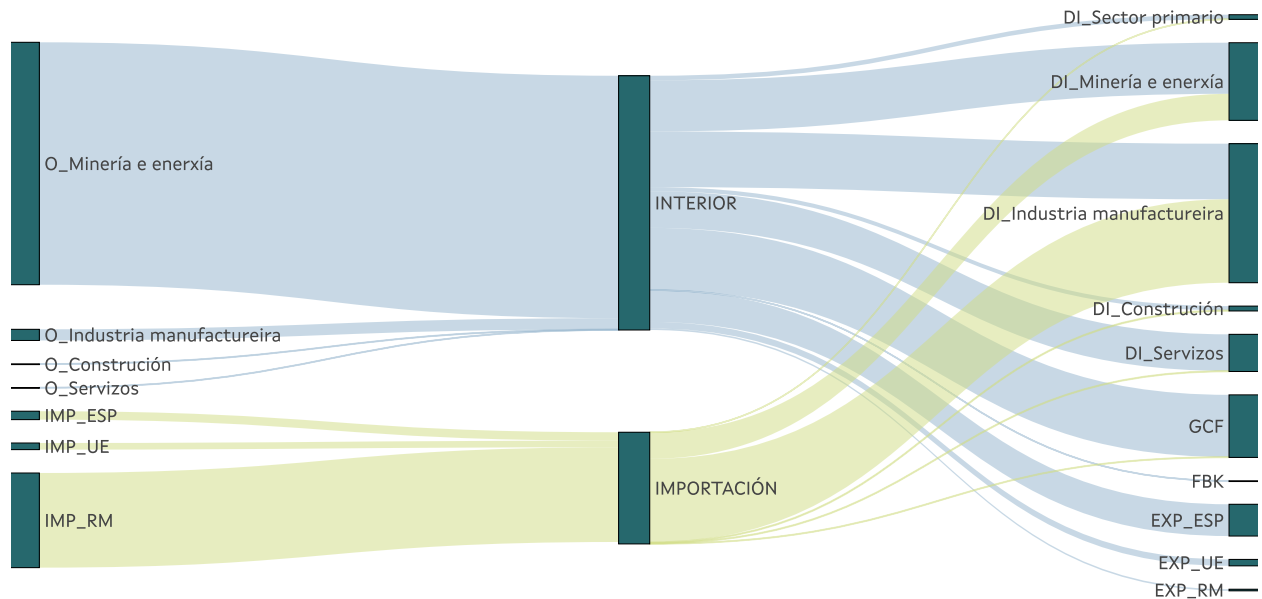 O_Minería e enerxía
O_Industria manufactureira
O_Construción
O_Servizos
IMP_ESP
IMP_UE
IMP_RM
INTERIOR
IMPORTACIÓN
DI_Sector primario
DI_Minería e enerxía
DI_Industria manufactureira
DI_Construción
DI_Servizos
GCF
FBK
EXP_ESP
EXP_UE
EXP_RM